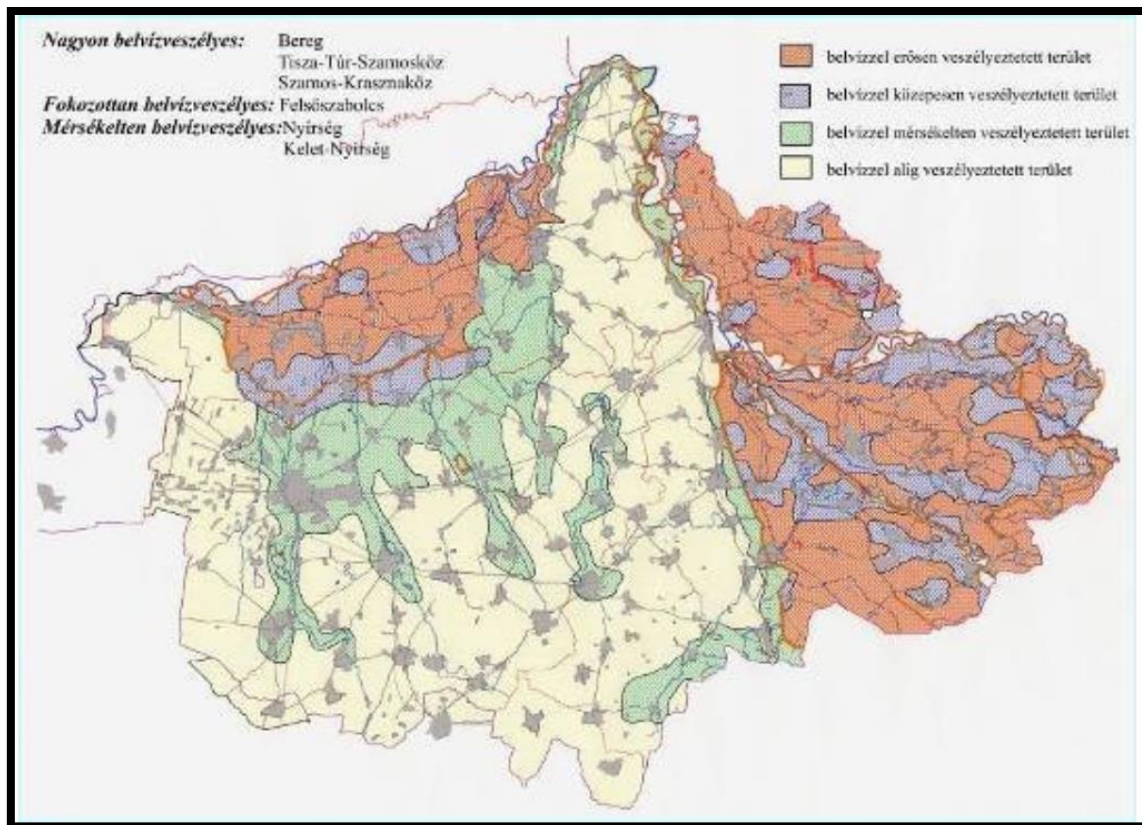 Nagyon belvízveszélyes: Bereg
Tisza-Túr-Szamosköz
Szamos-Krasznaköz
Fokozottan belvízveszélyes: Felsőszabolcs
Mérsékelten belvízveszélyes: Nyírség
Kelet-Nyírség
belvízzel erősen veszélyeztetett terület
belvízzel közepesen veszélyeztetett terület
belvízzel mérsékelten veszélyeztetett terület
belvízzel alig veszélyeztetett terület